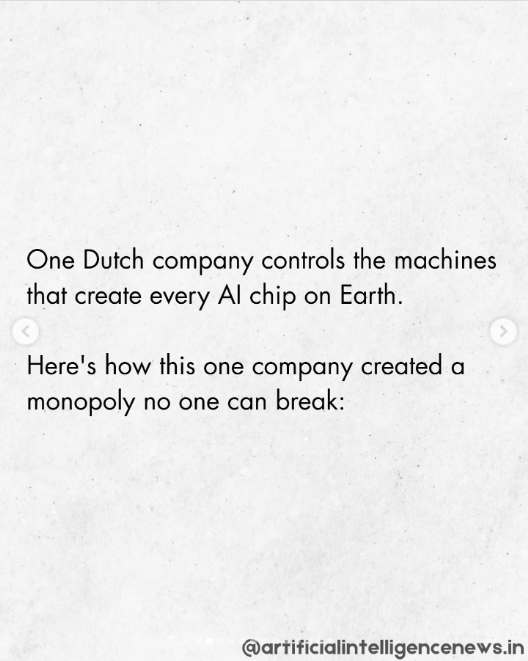 One Dutch company controls the machines
that create every AI chip on Earth.
Here's how this one company created a
monopoly no one can break:
@artificialintelligencenews.in